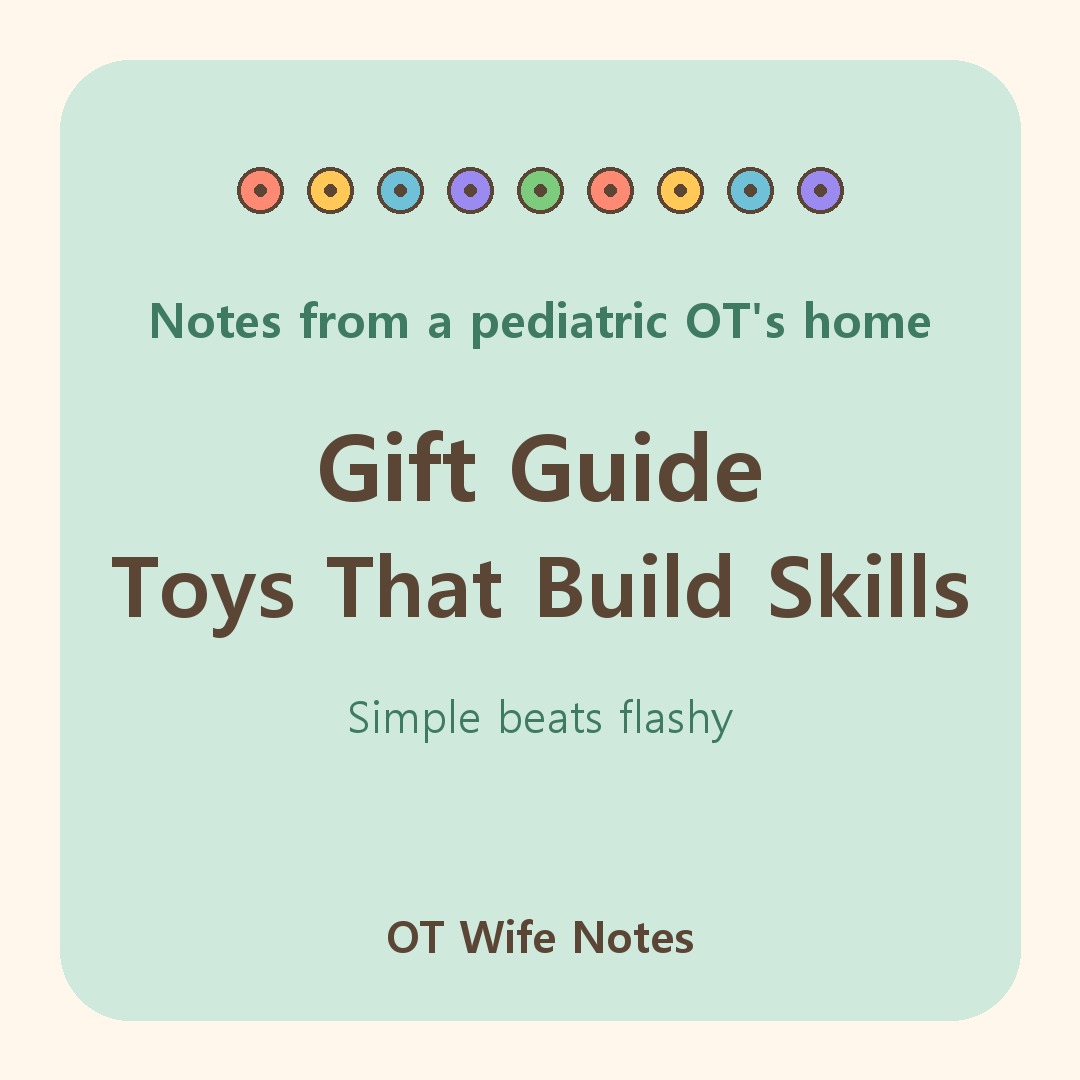 Notes from a pediatric OT's home
Gift Guide
Toys That Build Skills
Simple beats flashy
OT Wife Notes